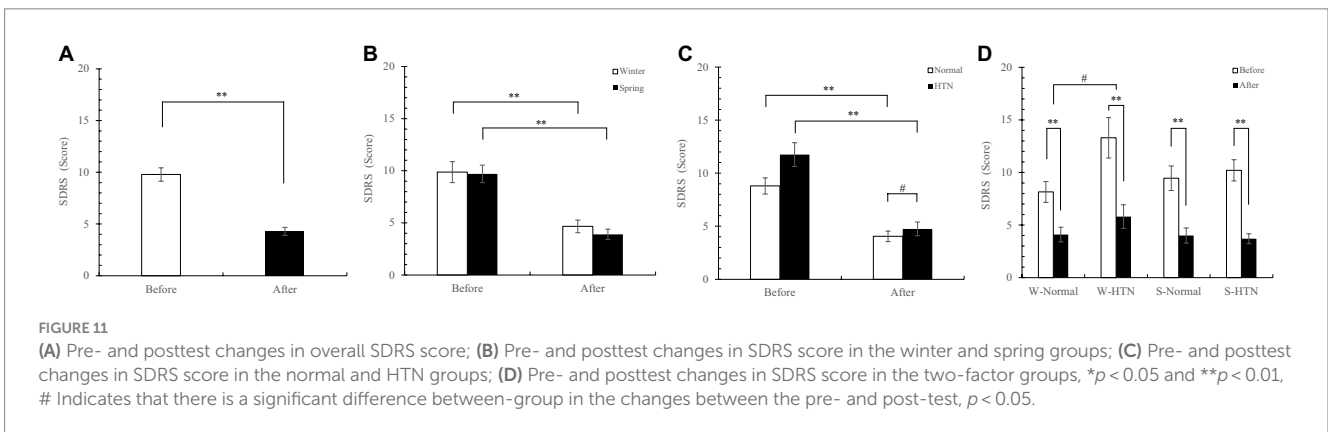 A
20
15
10
5
0
SDRS (Score)
**
Before
After
B
20
15
10
5
0
SDRS (Score)
Winter
Spring
**
**
Before
After
C
20
15
10
5
0
SDRS (Score)
Normal
HTN
**
**
#
Before
After
D
20
15
10
5
0
SDRS (Score)
Before
After
#
**
**
**
**
W-Normal
W-HTN
S-Normal
S-HTN
FIGURE 11
(A) Pre- and posttest changes in overall SDRS score; (B) Pre- and posttest changes in SDRS score in the winter and spring groups; (C) Pre- and posttest
changes in SDRS score in the normal and HTN groups; (D) Pre- and posttest changes in SDRS score in the two-factor groups, *p < 0.05 and **p < 0.01,
# Indicates that there is a significant difference between-group in the changes between the pre- and post-test, p < 0.05.